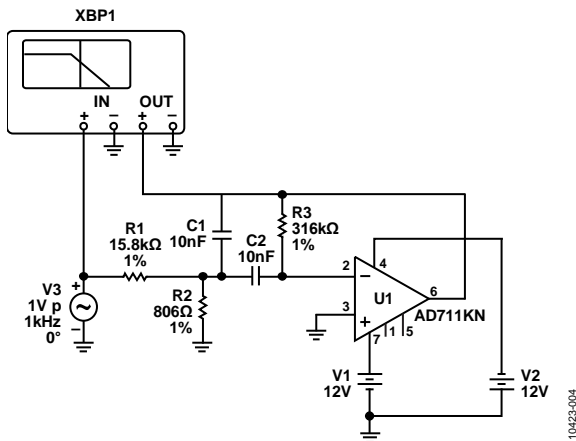 XBP1
IN OUT
+ − + −
R1
15.8kΩ
1%
C1
10nF
C2
10nF
R3
316kΩ
1%
V3
1V p
1kHz
0°
+
−
R2
806Ω
1%
2
−
4
3
+
U1
6
AD711KN
7
1
5
V1
12V
V2
12V
10423-004